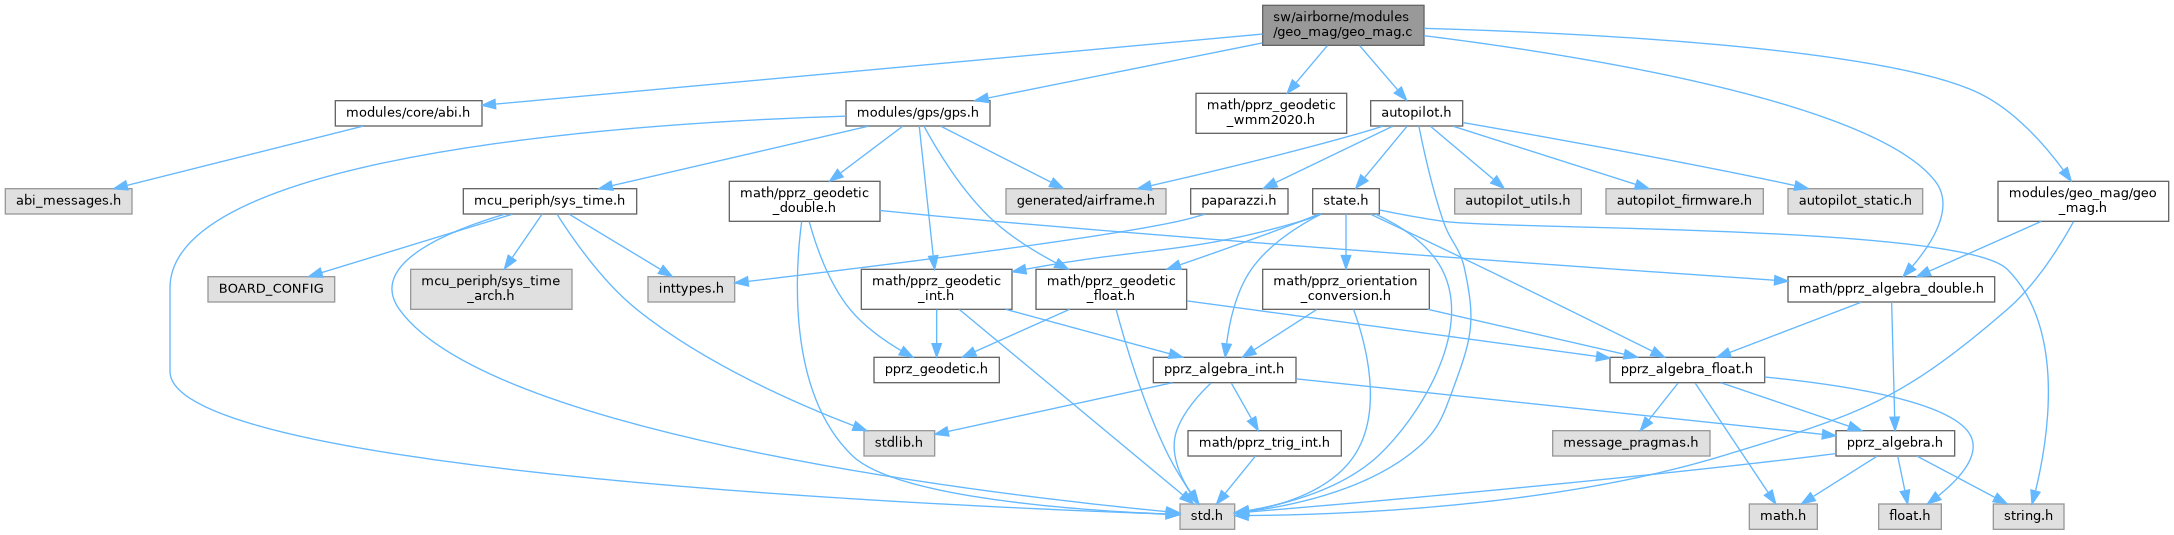 sw/airborne/modules
/geo_mag/geo_mag.c
modules/core/abi.h
modules/gps/gps.h
math/pprz_geodetic
_wmm2020.h
autopilot.h
abi_messages.h
mcu_periph/sys_time.h
math/pprz_geodetic
_double.h
generated/airframe.h
paparazzi.h
state.h
autopilot_utils.h
autopilot_firmware.h
autopilot_static.h
modules/geo_mag/geo
_mag.h
BOARD_CONFIG
mcu_periph/sys_time
_arch.h
inttypes.h
math/pprz_geodetic
_int.h
math/pprz_geodetic
_float.h
math/pprz_orientation
_conversion.h
math/pprz_algebra_double.h
pprz_geodetic.h
pprz_algebra_int.h
pprz_algebra_float.h
stdlib.h
math/pprz_trig_int.h
message_pragmas.h
pprz_algebra.h
std.h
math.h
float.h
string.h